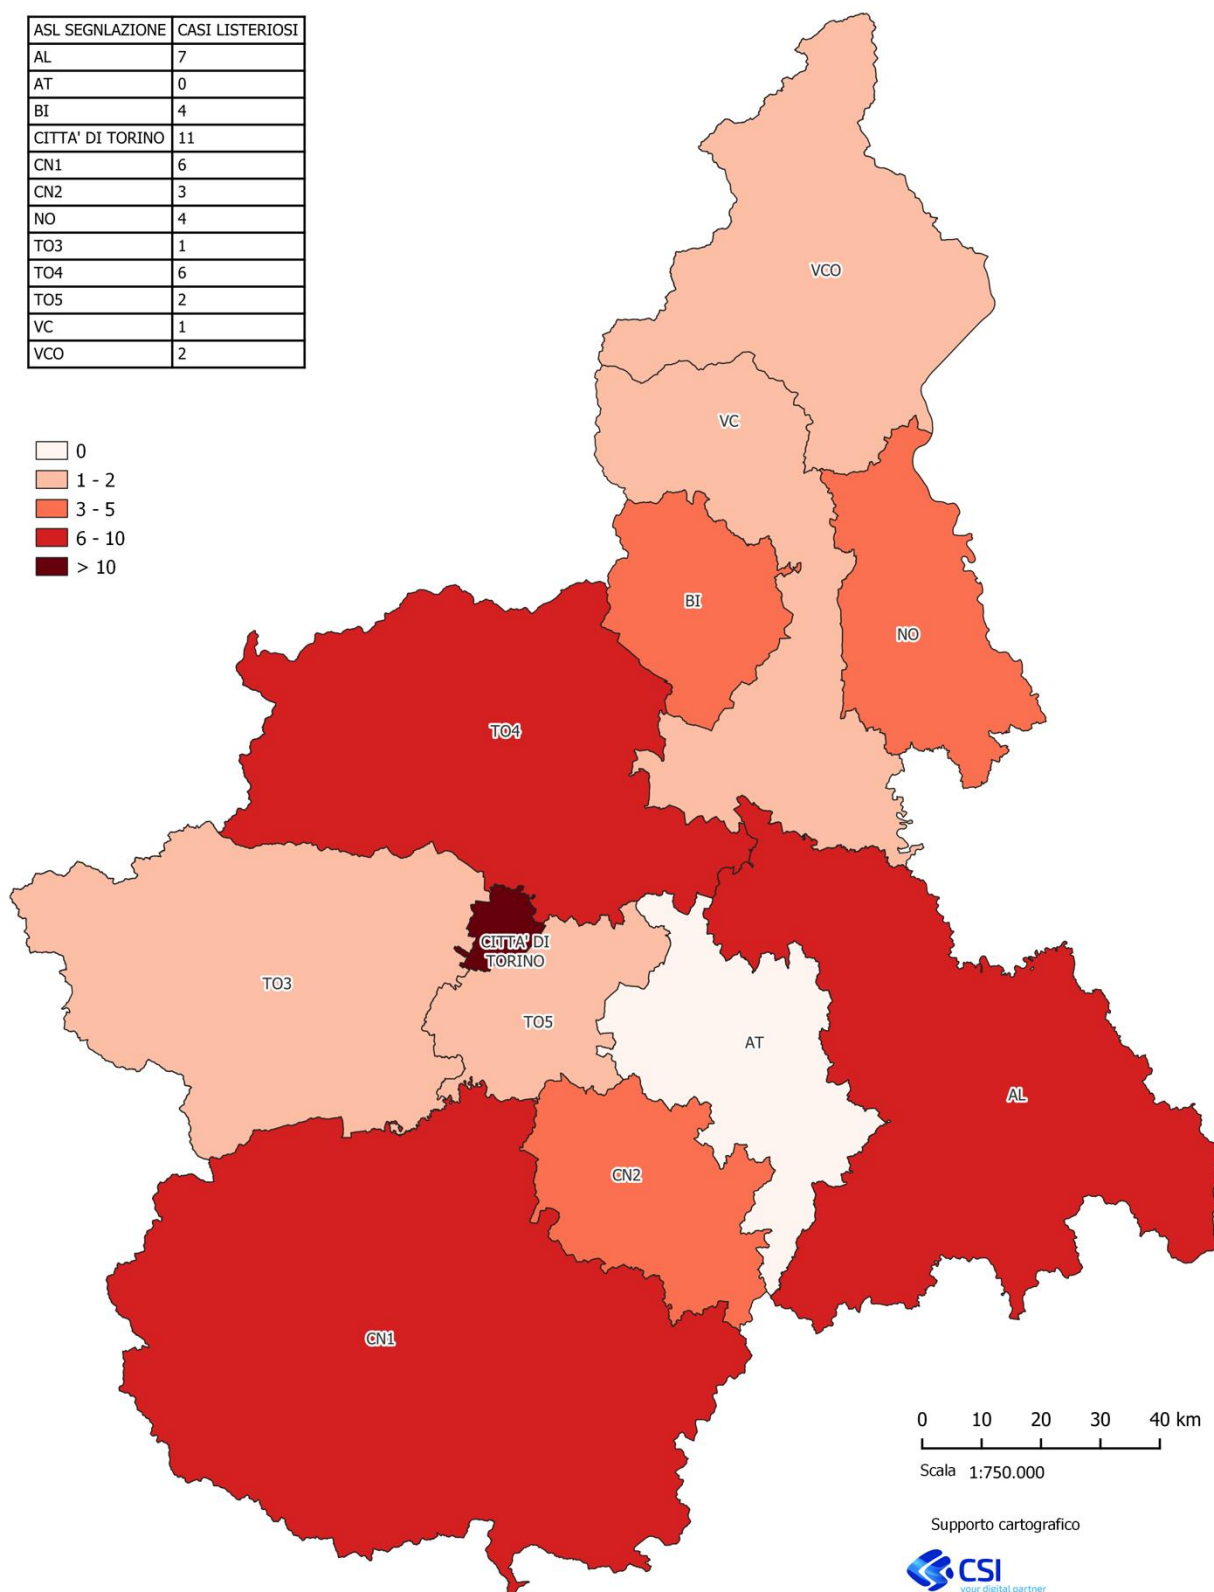 ASL SEGNLAZIONE CASI LISTERIOSI
AL 7
AT 0
BI 4
CITTA' DI TORINO 11
CN1 6
CN2 3
NO 4
TO3 1
TO4 6
TO5 2
VC 1
VCO 2
0
1 - 2
3 - 5
6 - 10
> 10
VCO
VC
BI
NO
TO4
CITTA' DI
TORINO
TO3
TO5
AT
AL
CN2
CN1
0 10 20 30 40 km
Scala 1:750.000
Supporto cartografico
CSI
your digital partner